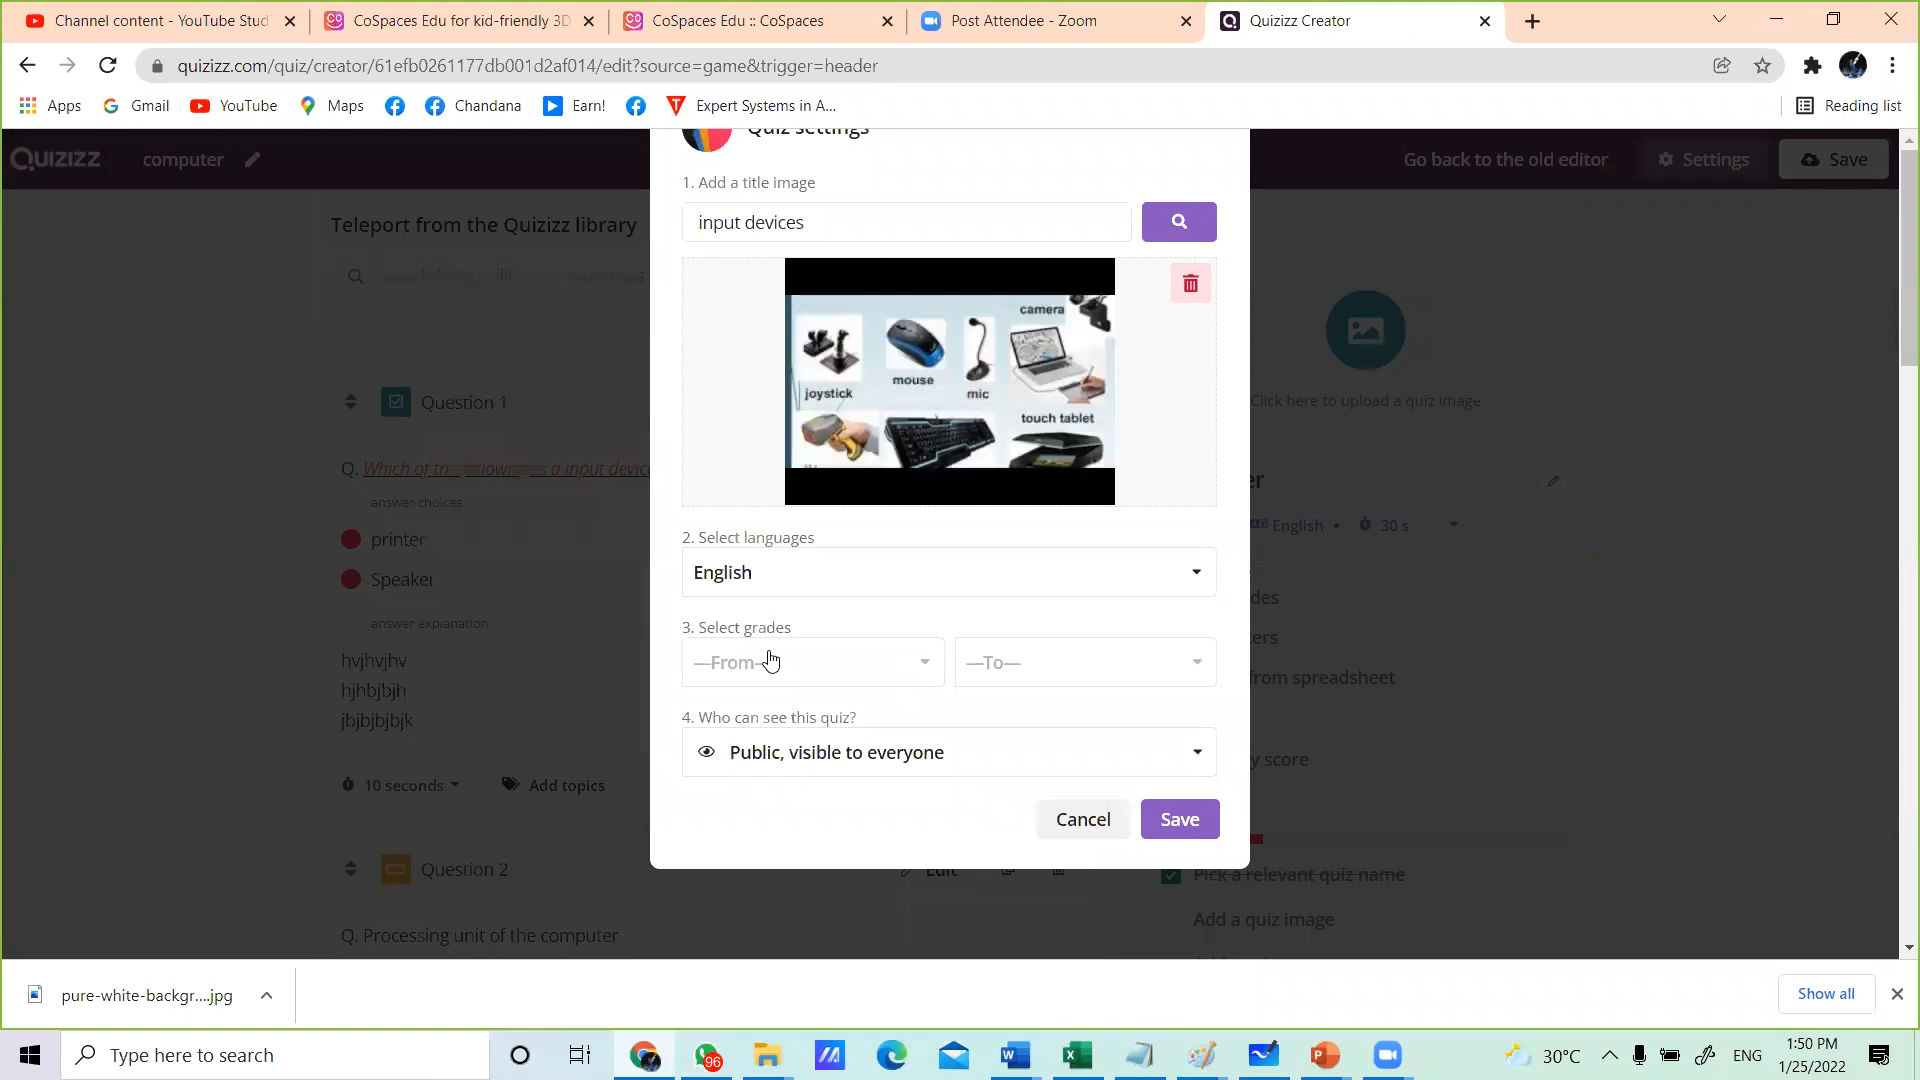 Channel content - YouTube Stud
CoSpaces Edu for kid-friendly 3D
CoSpaces Edu :: CoSpaces
Post Attendee - Zoom
Quizizz Creator
quizizz.com/quiz/creator/61efb0261177db001d2af014/edit?source=game&trigger=header
Apps
Gmail
YouTube
Maps
Chandana
Earn!
Expert Systems in A...
Reading list
Quizizz
computer
Go back to the old editor
Settings
Save
Teleport from the Quizizz library
Question 1
Q. Which of
a input devic
answer choices
printer
Speaker
answer explanation
hvjhvjhv
hjhbjbjh
jbjbjbjbjk
10 seconds
Add topics
Question 2
Edit
Q. Processing unit of the computer
Quiz settings
1. Add a title image
input devices
camera
joystick
mouse
mic
touch tablet
2. Select languages
English
3. Select grades
—From—
—To—
4. Who can see this quiz?
Public, visible to everyone
Cancel
Save
Click here to upload a quiz image
er
English • 30 s
des
ers
from spreadsheet
y score
Pick a relevant quiz name
Add a quiz image
pure-white-backgr....jpg
Show all
Type here to search
96
30°C
ENG
1:50 PM
1/25/2022